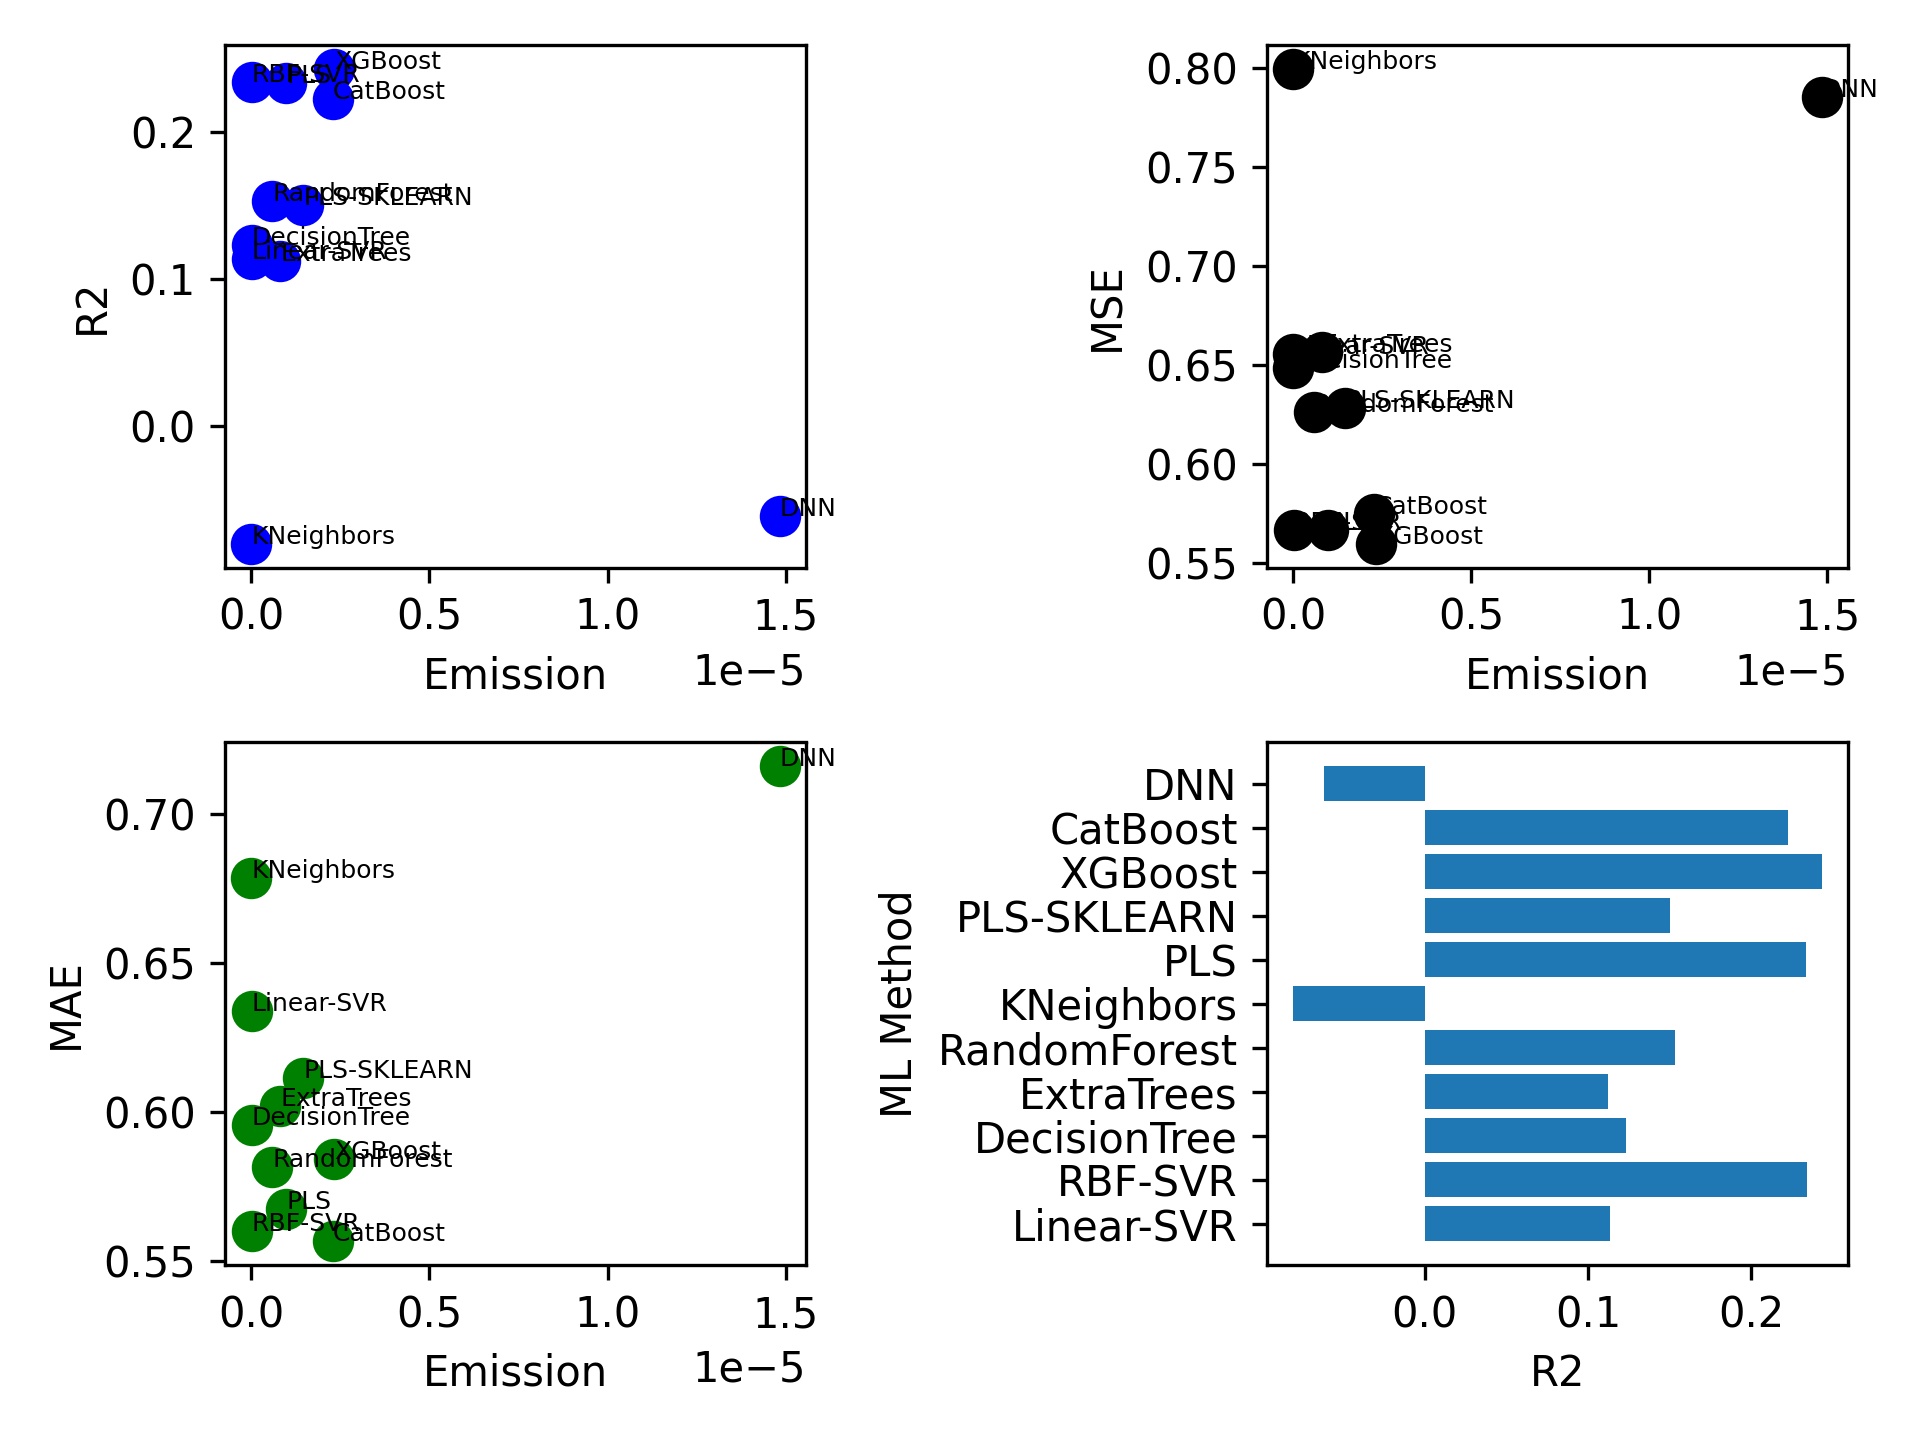 R2
0.2
0.1
0.0
XGBoost
RBF-SVR
PLS
CatBoost
RandomForest
PLS-SKLEARN
DecisionTree
Linear-SVR
ExtraTrees
DNN
KNeighbors
0.0 0.5 1.0 1.5
Emission 1e−5
MSE
0.80
0.75
0.70
0.65
0.60
0.55
KNeighbors
DNN
ExtraTrees
PLS-SKLEARN
CatBoost
XGBoost
0.0 0.5 1.0 1.5
Emission 1e−5
MAE
0.70
0.65
0.60
0.55
DNN
KNeighbors
Linear-SVR
PLS-SKLEARN
ExtraTrees
DecisionTree
XGBoost
RandomForest
PLS
RBF-SVR
CatBoost
0.0 0.5 1.0 1.5
Emission 1e−5
ML Method
DNN
CatBoost
XGBoost
PLS-SKLEARN
PLS
KNeighbors
RandomForest
ExtraTrees
DecisionTree
RBF-SVR
Linear-SVR
0.0 0.1 0.2
R2